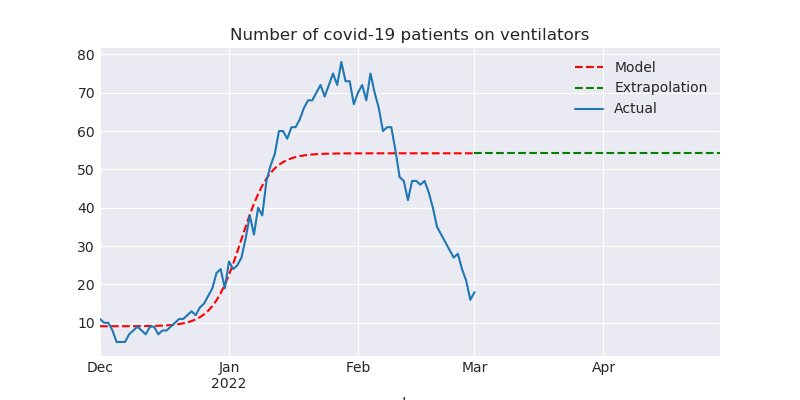 Number of covid-19 patients on ventilators
80
70
60
50
40
30
20
10
Model
Extrapolation
Actual
Dec
Jan
2022
Feb
Mar
Apr